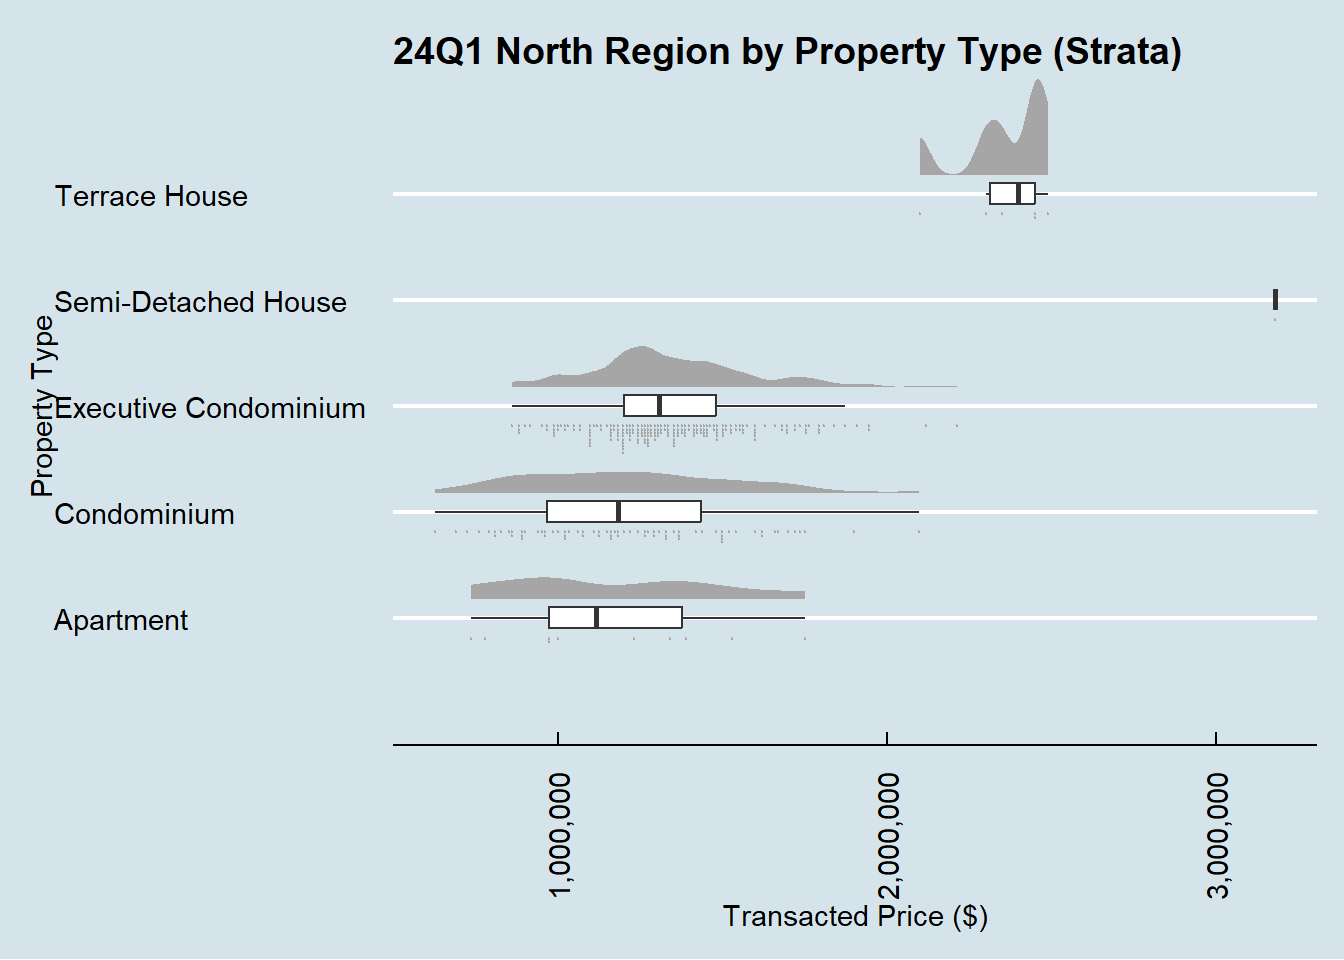 24Q1 North Region by Property Type (Strata)
Property Type
Terrace House
Semi-Detached House
Executive Condominium
Condominium
Apartment
1,000,000
2,000,000
3,000,000
Transacted Price ($)